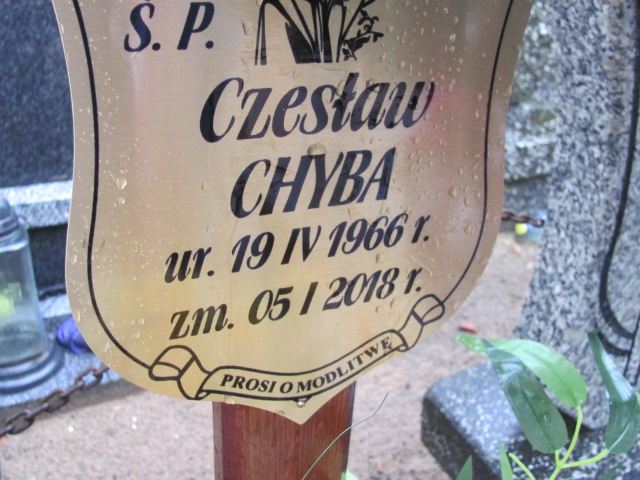 Ś. P.
Czesław
CHYBA
ur. 19 IV 1966 r.
zm. 05 I 2018 r.
PROSI O MODLITWĘ